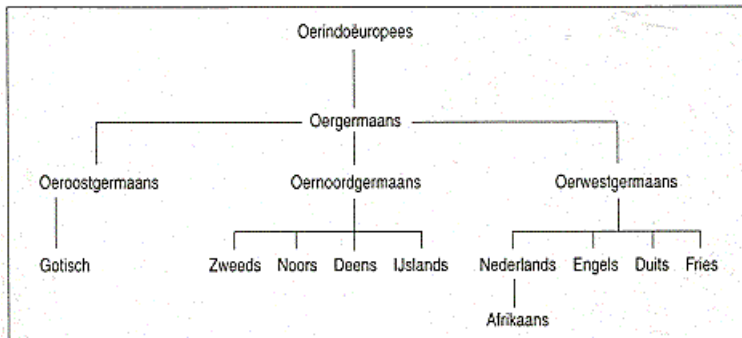 Oerindoëuropees
Oergermaans
Oeroostgermaans Oernoordgermaans Oerwestgermaans
Gotisch Zweeds Noors Deens IJslands Nederlands Engels Duits Fries
Afrikaans